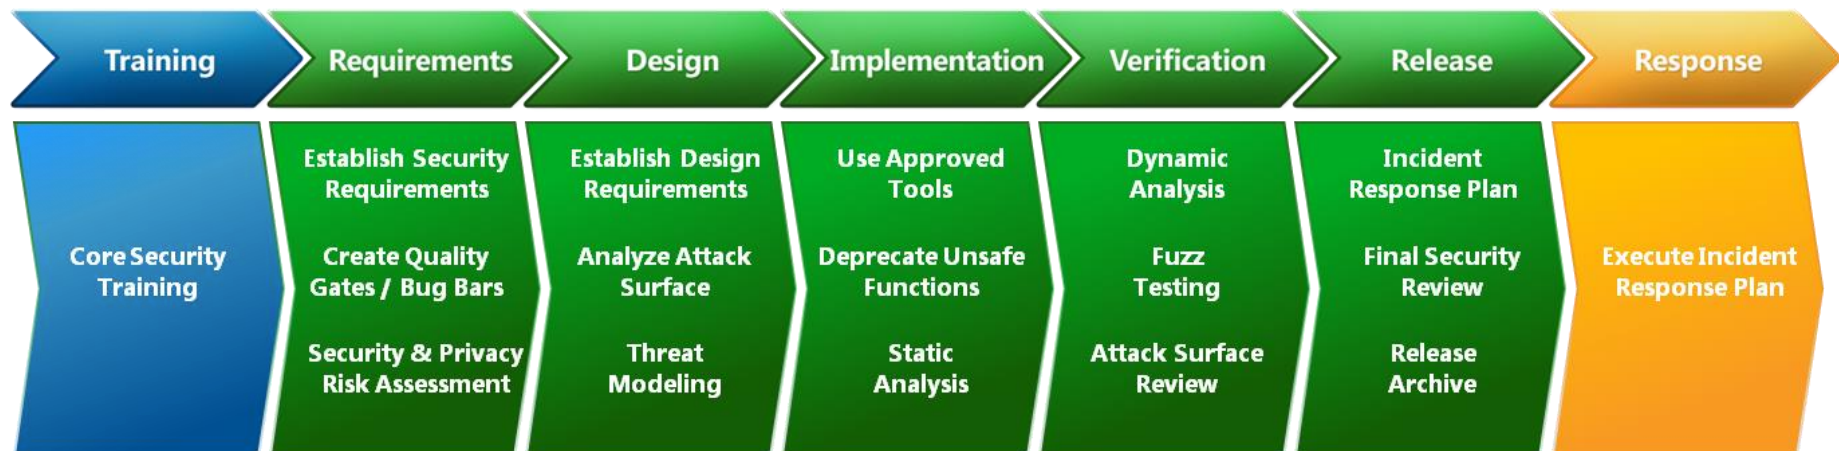 Training
Requirements
Design
Implementation
Verification
Release
Response
Core Security
Training
Establish Security
Requirements
Create Quality
Gates / Bug Bars
Security & Privacy
Risk Assessment
Establish Design
Requirements
Analyze Attack
Surface
Threat
Modeling
Use Approved
Tools
Deprecate Unsafe
Functions
Static
Analysis
Dynamic
Analysis
Fuzz
Testing
Attack Surface
Review
Incident
Response Plan
Final Security
Review
Release
Archive
Execute Incident
Response Plan